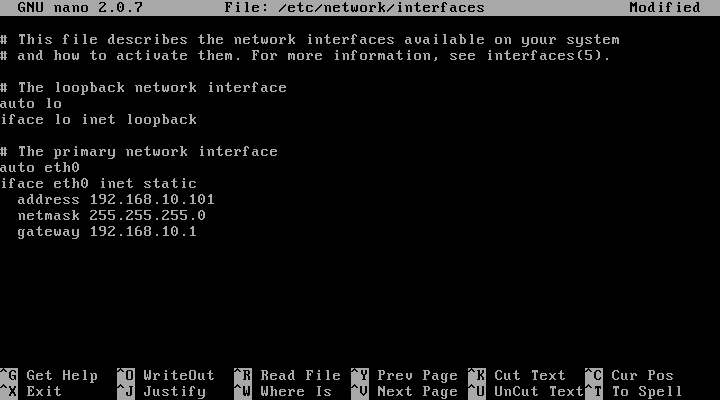 GNU nano 2.0.7 File: /etc/network/interfaces Modified
# This file describes the network interfaces available on your system
# and how to activate them. For more information, see interfaces(5).
# The loopback network interface
auto lo
iface lo inet loopback
# The primary network interface
auto eth0
iface eth0 inet static
address 192.168.10.101
netmask 255.255.255.0
gateway 192.168.10.1
^G Get Help ^O WriteOut ^R Read File ^Y Prev Page ^K Cut Text ^C Cur Pos
^X Exit ^J Justify ^W Where Is ^V Next Page ^U UnCut Text ^T To Spell